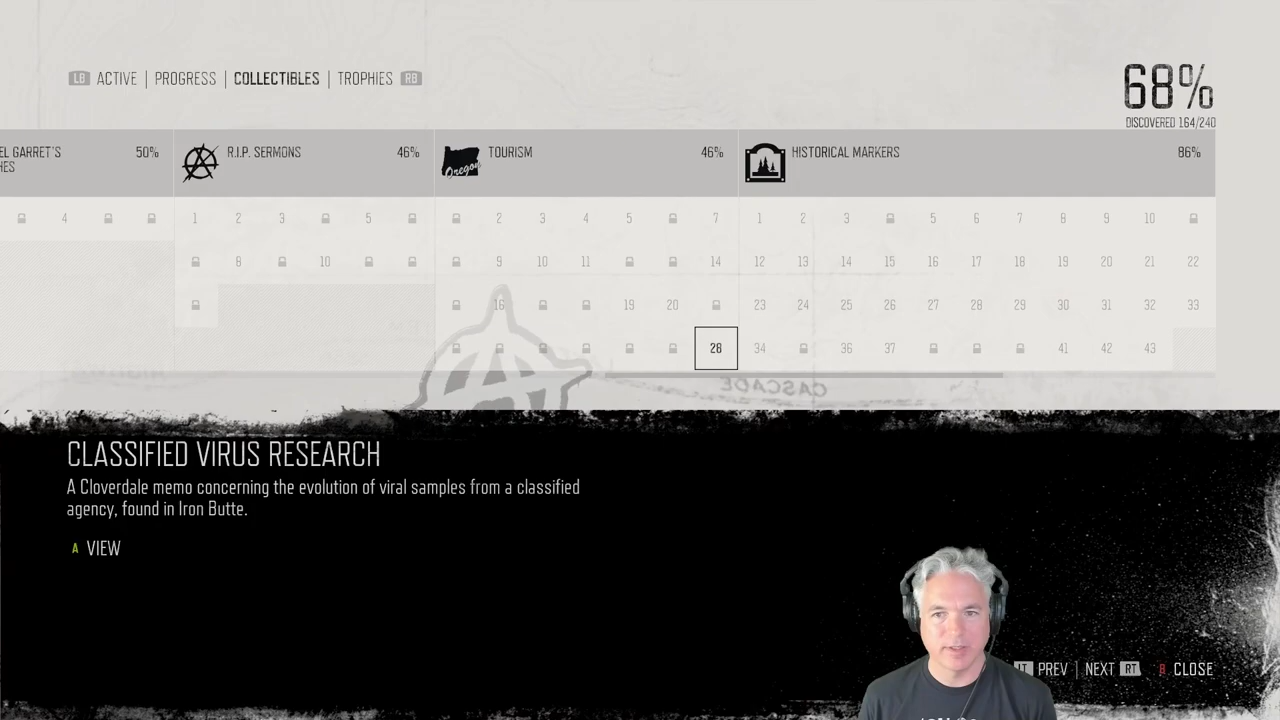 LB ACTIVE | PROGRESS | COLLECTIBLES | TROPHIES RB
68%
DISCOVERED 164/240
EL GARRET'S
HES
50%
R.I.P. SERMONS 46%
Oregon TOURISM 46%
HISTORICAL MARKERS 86%
4 1 2 3 5 2 3 4 5 7 1 2 3 5 6 7 8 9 10
8 10 9 10 11 14 12 13 14 15 16 17 18 19 20 21 22
16 19 20 23 24 25 26 27 28 29 30 31 32 33
28 34 36 37 41 42 43
CASCADE
CLASSIFIED VIRUS RESEARCH
A Cloverdale memo concerning the evolution of viral samples from a classified
agency, found in Iron Butte.
A VIEW
LT PREV | NEXT RT B CLOSE